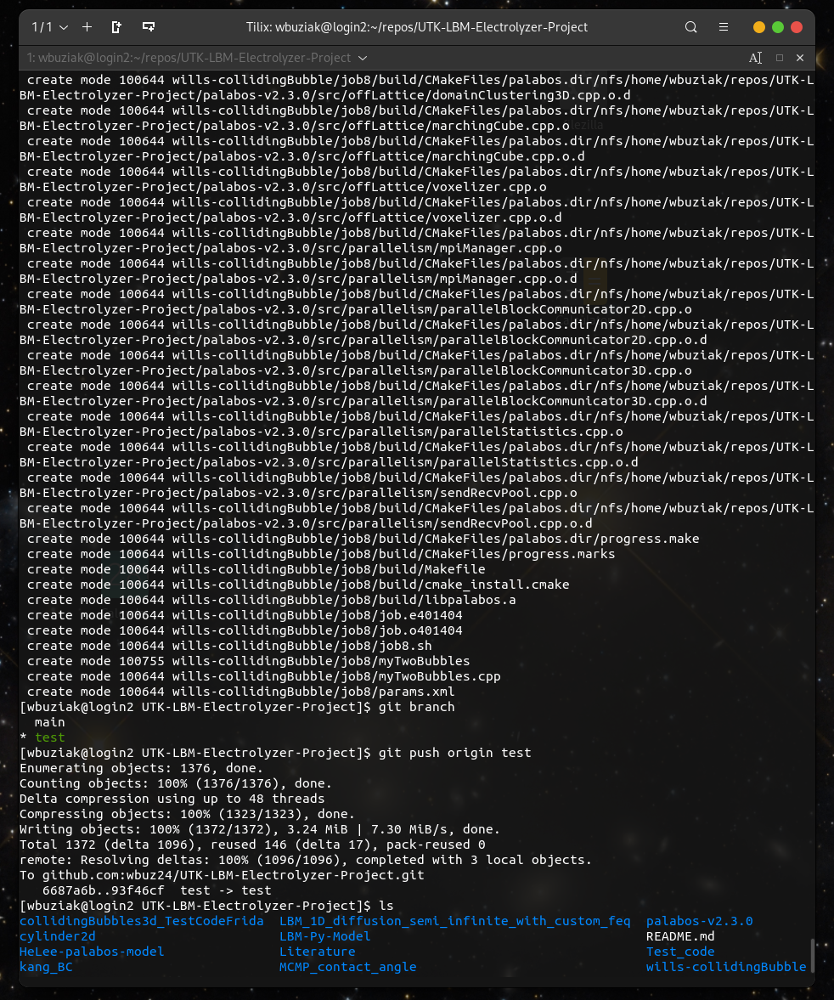 1/1
Tilix: wbuziak@login2:~/repos/UTK-LBM-Electrolyzer-Project
1: wbuziak@login2:~/repos/UTK-LBM-Electrolyzer-Project
 create mode 100644 wills-collidingBubble/job8/build/CMakeFiles/palabos.dir/nfs/home/wbuziak/repos/UTK-L
BM-Electrolyzer-Project/palabos-v2.3.0/src/offLattice/domainClustering3D.cpp.o.d
 create mode 100644 wills-collidingBubble/job8/build/CMakeFiles/palabos.dir/nfs/home/wbuziak/repos/UTK-L
BM-Electrolyzer-Project/palabos-v2.3.0/src/offLattice/marchingCube.cpp.o
 create mode 100644 wills-collidingBubble/job8/build/CMakeFiles/palabos.dir/nfs/home/wbuziak/repos/UTK-L
BM-Electrolyzer-Project/palabos-v2.3.0/src/offLattice/marchingCube.cpp.o.d
 create mode 100644 wills-collidingBubble/job8/build/CMakeFiles/palabos.dir/nfs/home/wbuziak/repos/UTK-L
BM-Electrolyzer-Project/palabos-v2.3.0/src/offLattice/voxelizer.cpp.o
 create mode 100644 wills-collidingBubble/job8/build/CMakeFiles/palabos.dir/nfs/home/wbuziak/repos/UTK-L
BM-Electrolyzer-Project/palabos-v2.3.0/src/offLattice/voxelizer.cpp.o.d
 create mode 100644 wills-collidingBubble/job8/build/CMakeFiles/palabos.dir/nfs/home/wbuziak/repos/UTK-L
BM-Electrolyzer-Project/palabos-v2.3.0/src/parallelism/mpiManager.cpp.o
 create mode 100644 wills-collidingBubble/job8/build/CMakeFiles/palabos.dir/nfs/home/wbuziak/repos/UTK-L
BM-Electrolyzer-Project/palabos-v2.3.0/src/parallelism/mpiManager.cpp.o.d
 create mode 100644 wills-collidingBubble/job8/build/CMakeFiles/palabos.dir/nfs/home/wbuziak/repos/UTK-L
BM-Electrolyzer-Project/palabos-v2.3.0/src/parallelism/parallelBlockCommunicator2D.cpp.o
 create mode 100644 wills-collidingBubble/job8/build/CMakeFiles/palabos.dir/nfs/home/wbuziak/repos/UTK-L
BM-Electrolyzer-Project/palabos-v2.3.0/src/parallelism/parallelBlockCommunicator2D.cpp.o.d
 create mode 100644 wills-collidingBubble/job8/build/CMakeFiles/palabos.dir/nfs/home/wbuziak/repos/UTK-L
BM-Electrolyzer-Project/palabos-v2.3.0/src/parallelism/parallelBlockCommunicator3D.cpp.o
 create mode 100644 wills-collidingBubble/job8/build/CMakeFiles/palabos.dir/nfs/home/wbuziak/repos/UTK-L
BM-Electrolyzer-Project/palabos-v2.3.0/src/parallelism/parallelBlockCommunicator3D.cpp.o.d
 create mode 100644 wills-collidingBubble/job8/build/CMakeFiles/palabos.dir/nfs/home/wbuziak/repos/UTK-L
BM-Electrolyzer-Project/palabos-v2.3.0/src/parallelism/parallelStatistics.cpp.o
 create mode 100644 wills-collidingBubble/job8/build/CMakeFiles/palabos.dir/nfs/home/wbuziak/repos/UTK-L
BM-Electrolyzer-Project/palabos-v2.3.0/src/parallelism/parallelStatistics.cpp.o.d
 create mode 100644 wills-collidingBubble/job8/build/CMakeFiles/palabos.dir/nfs/home/wbuziak/repos/UTK-L
BM-Electrolyzer-Project/palabos-v2.3.0/src/parallelism/sendRecvPool.cpp.o
 create mode 100644 wills-collidingBubble/job8/build/CMakeFiles/palabos.dir/nfs/home/wbuziak/repos/UTK-L
BM-Electrolyzer-Project/palabos-v2.3.0/src/parallelism/sendRecvPool.cpp.o.d
 create mode 100644 wills-collidingBubble/job8/build/CMakeFiles/palabos.dir/progress.make
 create mode 100644 wills-collidingBubble/job8/build/CMakeFiles/progress.marks
 create mode 100644 wills-collidingBubble/job8/build/Makefile
 create mode 100644 wills-collidingBubble/job8/build/cmake_install.cmake
 create mode 100644 wills-collidingBubble/job8/build/libpalabos.a
 create mode 100644 wills-collidingBubble/job8/job.e401404
 create mode 100644 wills-collidingBubble/job8/job.o401404
 create mode 100644 wills-collidingBubble/job8/job8.sh
 create mode 100755 wills-collidingBubble/job8/myTwoBubbles
 create mode 100644 wills-collidingBubble/job8/myTwoBubbles.cpp
 create mode 100644 wills-collidingBubble/job8/params.xml
[wbuziak@login2 UTK-LBM-Electrolyzer-Project]$ git branch
  main
* test
[wbuziak@login2 UTK-LBM-Electrolyzer-Project]$ git push origin test
Enumerating objects: 1376, done.
Counting objects: 100% (1376/1376), done.
Delta compression using up to 48 threads
Compressing objects: 100% (1323/1323), done.
Writing objects: 100% (1372/1372), 3.24 MiB | 7.30 MiB/s, done.
Total 1372 (delta 1096), reused 146 (delta 17), pack-reused 0
remote: Resolving deltas: 100% (1096/1096), completed with 3 local objects.
To github.com:wbuz24/UTK-LBM-Electrolyzer-Project.git
   6687a6b..93f46cf  test -> test
[wbuziak@login2 UTK-LBM-Electrolyzer-Project]$ ls
collidingBubbles3d_TestCodeFrida  LBM_1D_diffusion_semi_infinite_with_custom_feq  palabos-v2.3.0
cylinder2d  LBM-Py-Model  README.md
HeLee-palabos-model  Literature  Test_code
kang_BC  MCMP_contact_angle  wills-collidingBubble